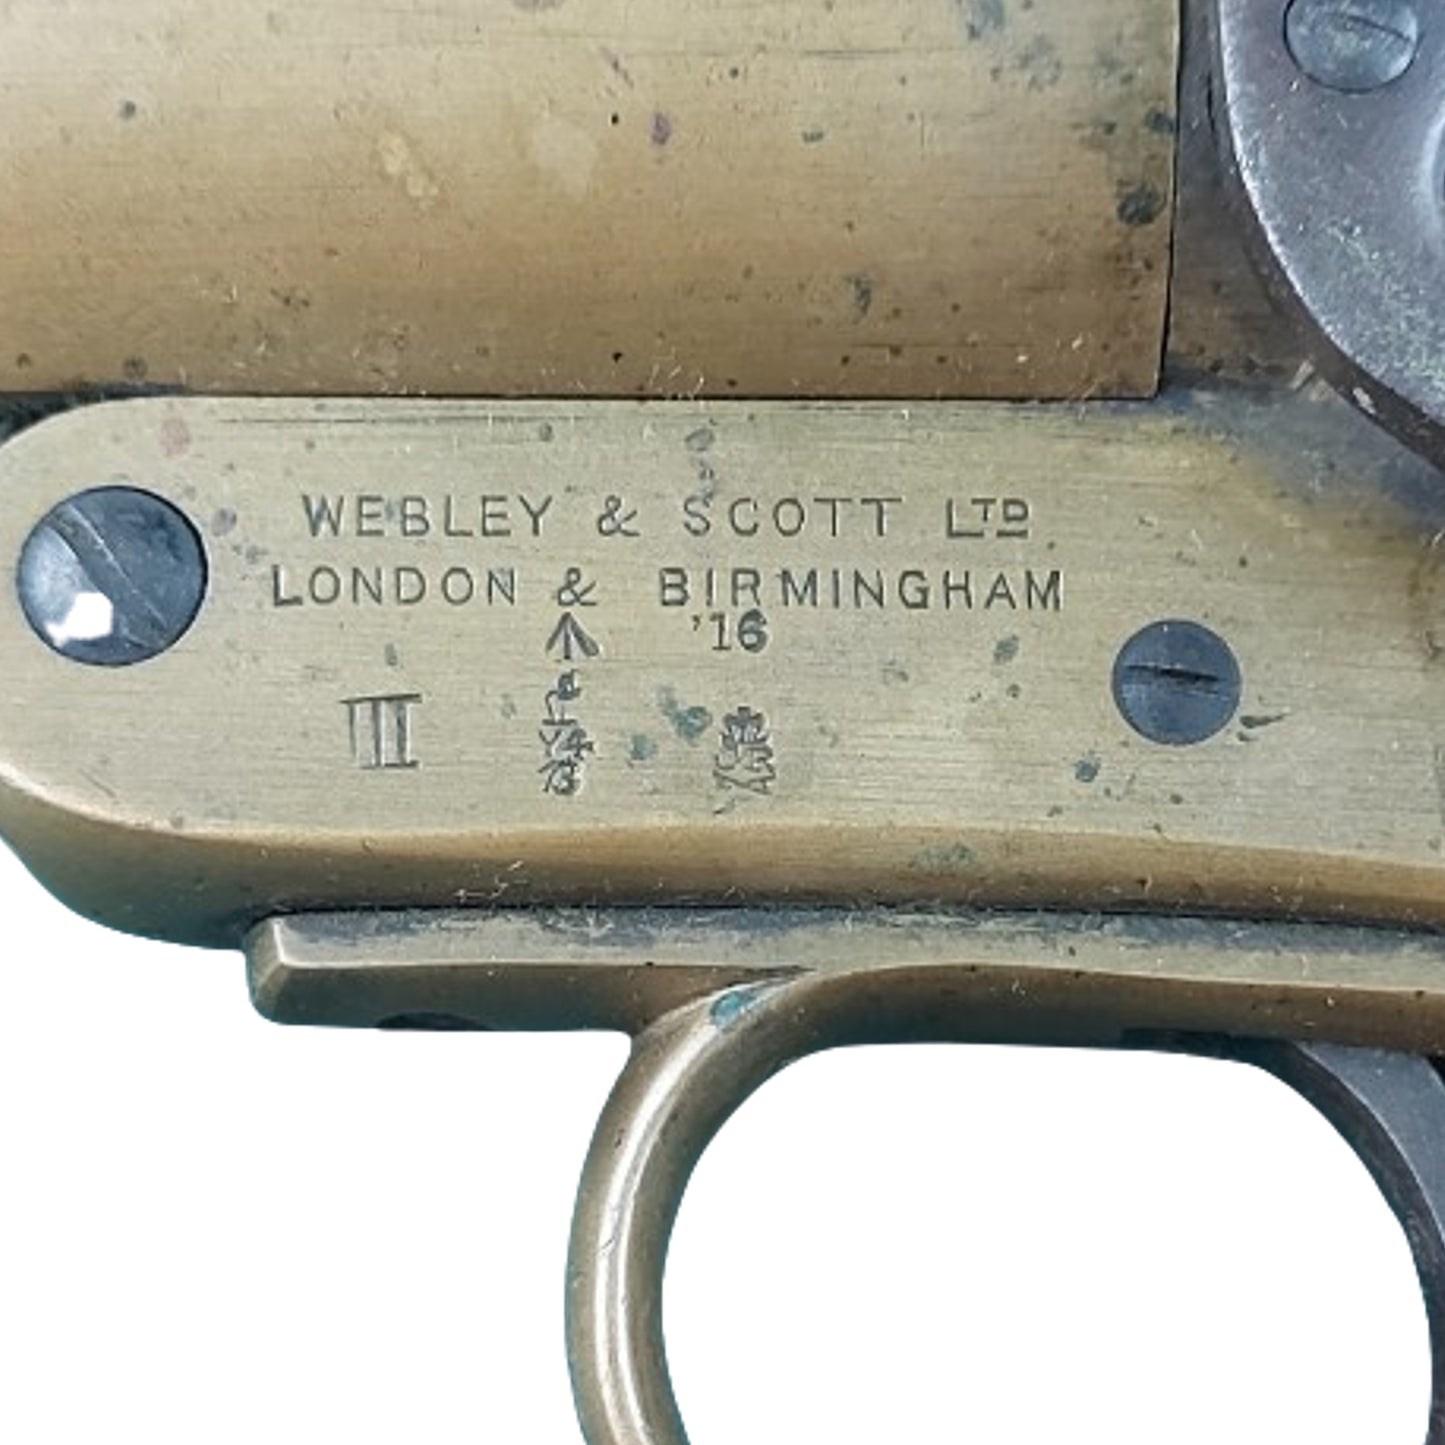 WEBLEY & SCOTT LTD
LONDON & BIRMINGHAM
'16
III